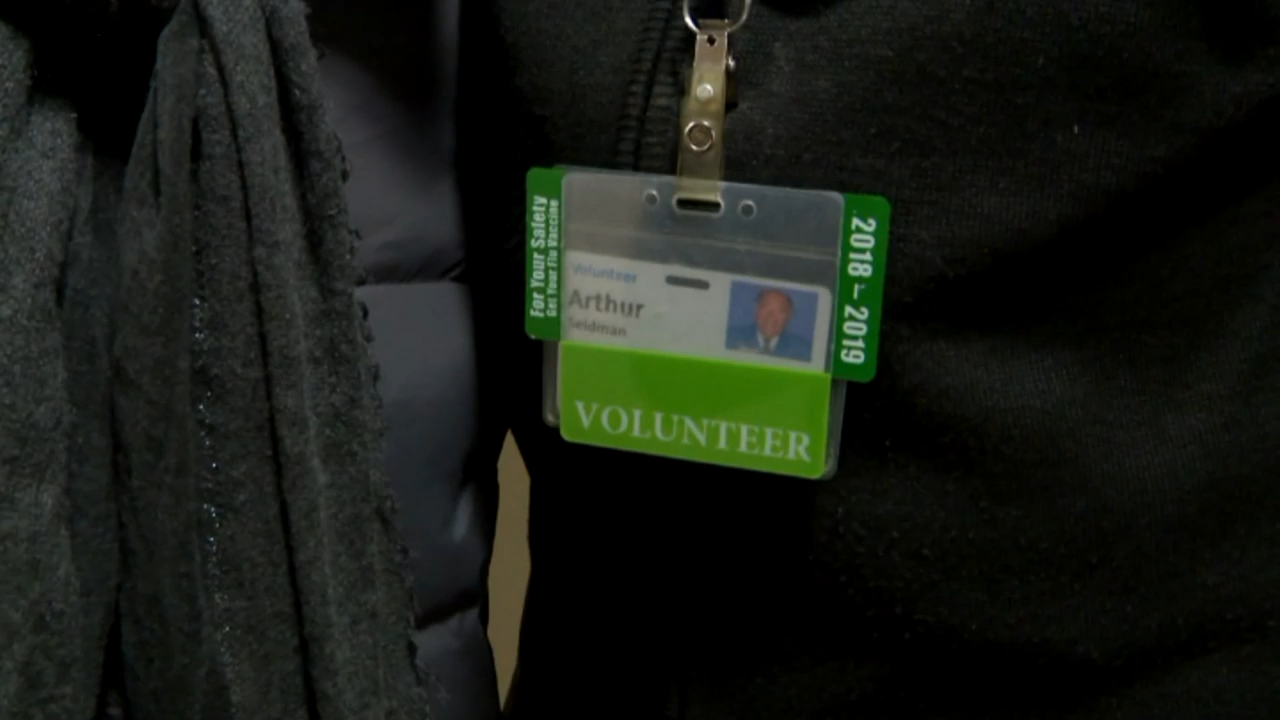 For Your Safety
Get Your Flu Vaccine
Volunteer
Arthur
Seidman
2018 - 2019
VOLUNTEER